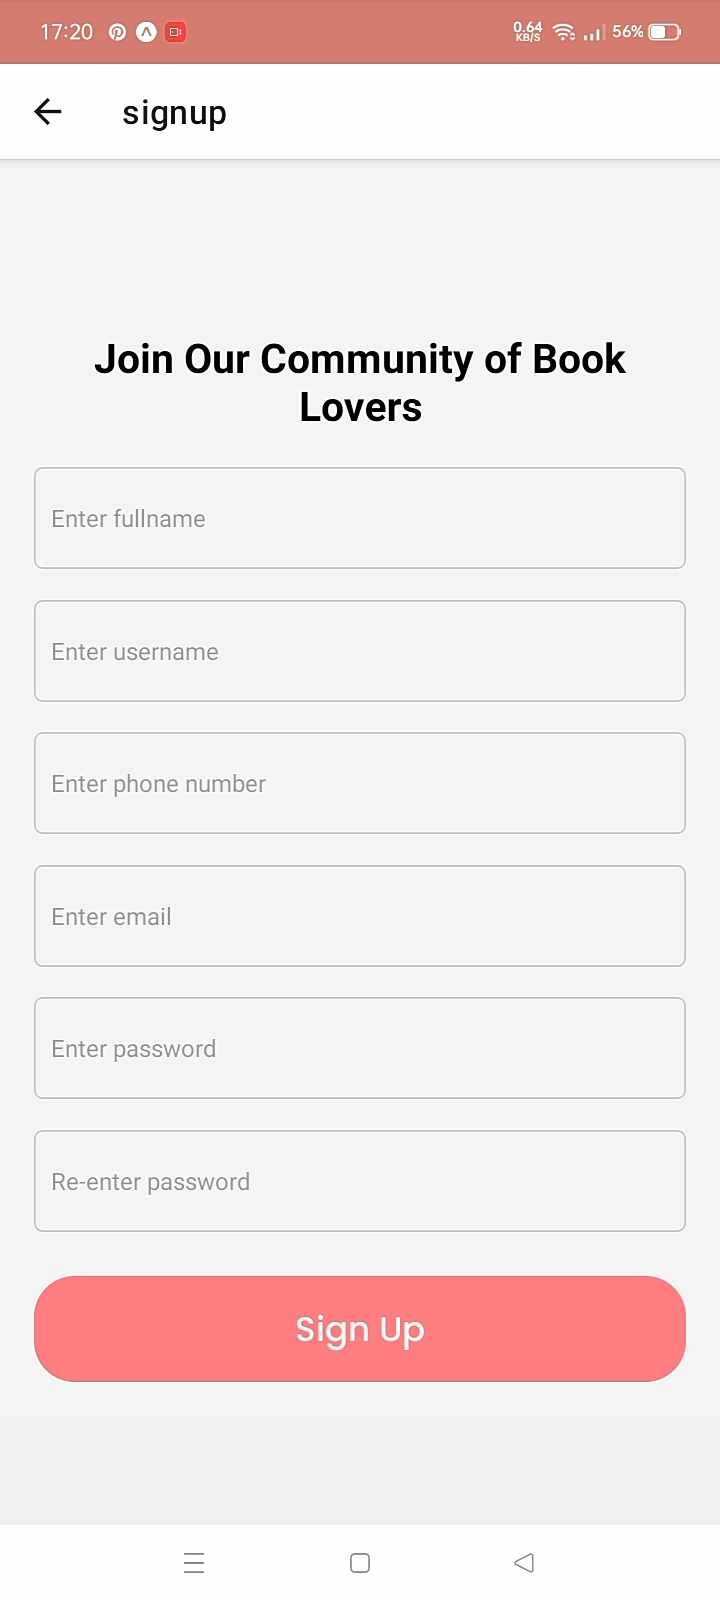 17:20 0.64 KB/S 56%
signup
Join Our Community of Book
Lovers
Enter fullname
Enter username
Enter phone number
Enter email
Enter password
Re-enter password
Sign Up